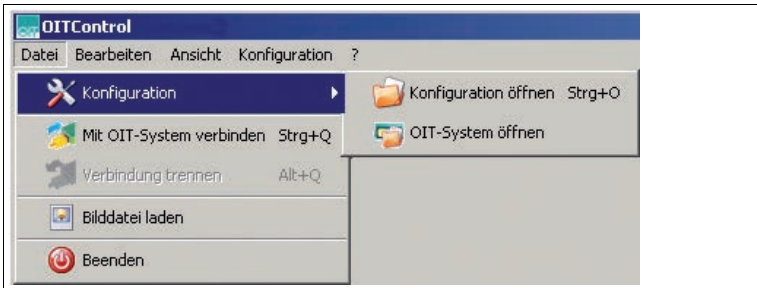 OITControl
Datei Bearbeiten Ansicht Konfiguration ?
Konfiguration
Konfiguration öffnen Strg+O
Mit OIT-System verbinden Strg+Q
OIT-System öffnen
Verbindung trennen Alt+Q
Bilddatei laden
Beenden